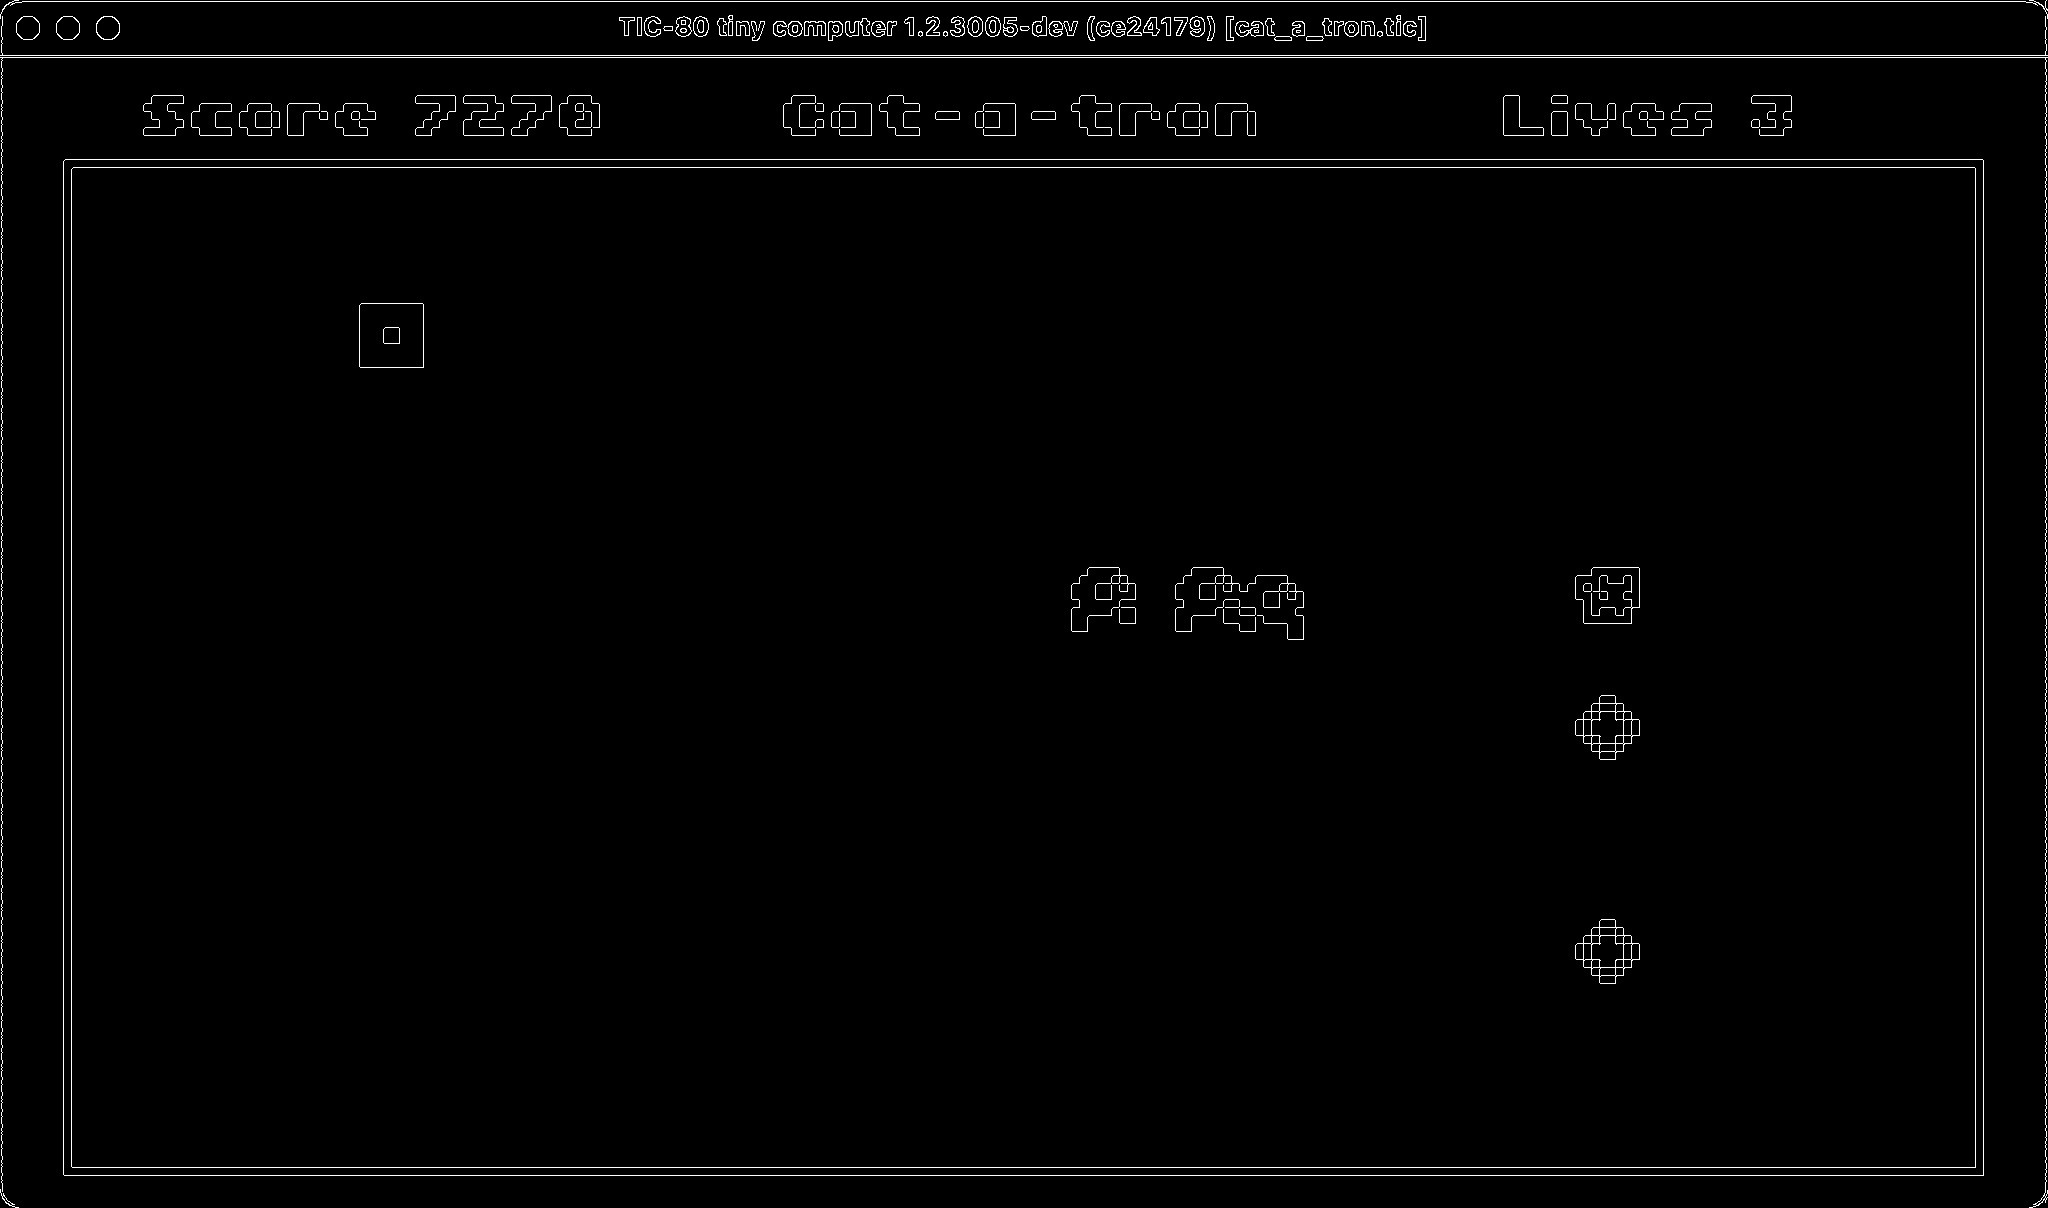 TIC-80 tiny computer 1.2.3005-dev (ce24179) [cat_a_tron.tic]
Score 7270 Cat-a-tron Lives 3